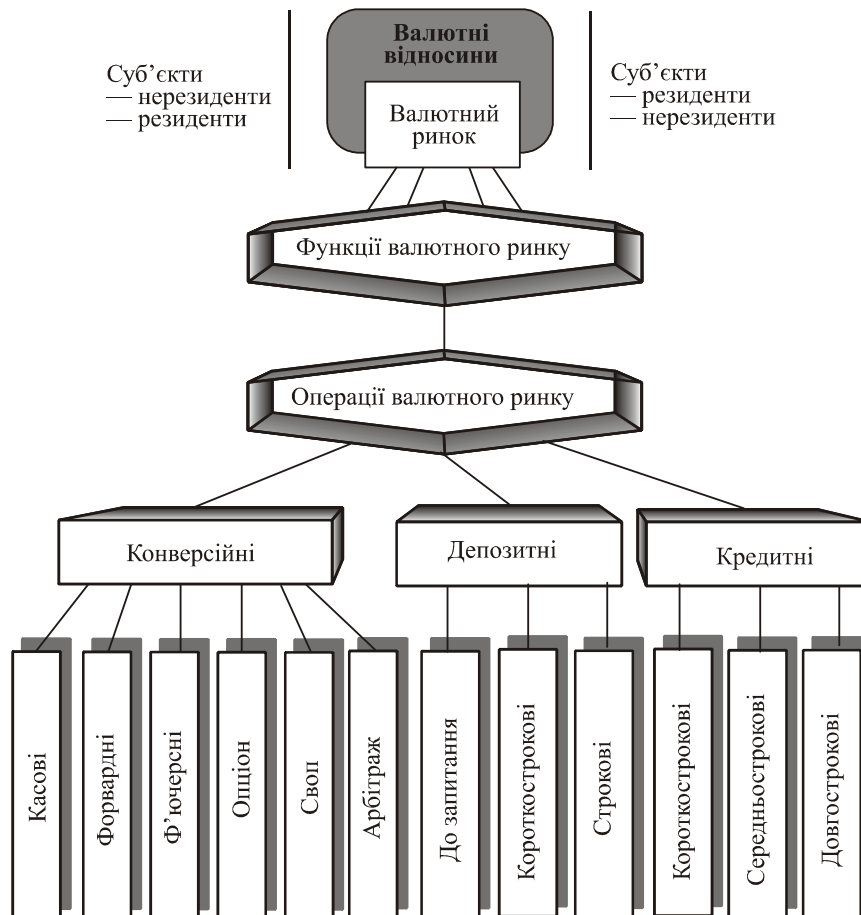 Валютні
відносини
Суб’єкти
— нерезиденти
— резиденти
Валютний
ринок
Суб’єкти
— резиденти
— нерезиденти
Функції валютного ринку
Операції валютного ринку
Конверсійні
Депозитні
Кредитні
Касові
Форвардні
Ф’ючерсні
Опціон
Своп
Арбітраж
До запитання
Короткострокові
Строкові
Короткострокові
Середньострокові
Довгострокові